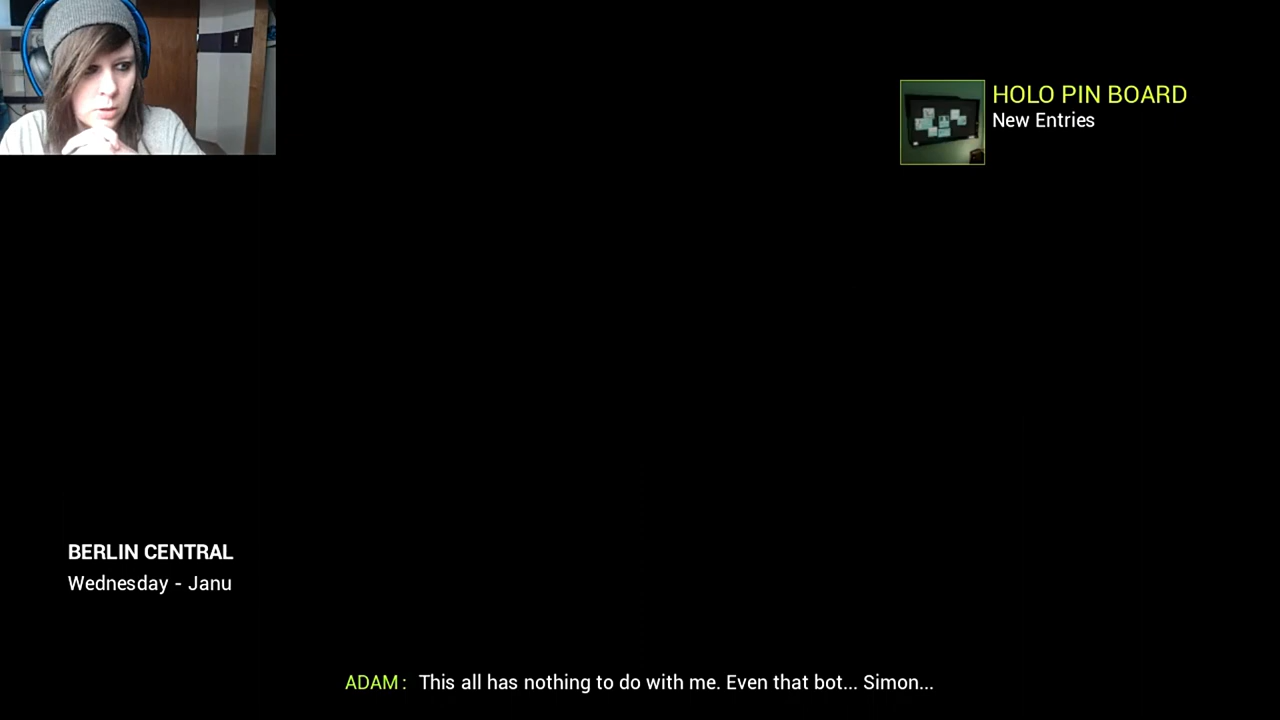 HOLO PIN BOARD
New Entries
BERLIN CENTRAL
Wednesday - Janu
ADAM: This all has nothing to do with me. Even that bot... Simon...